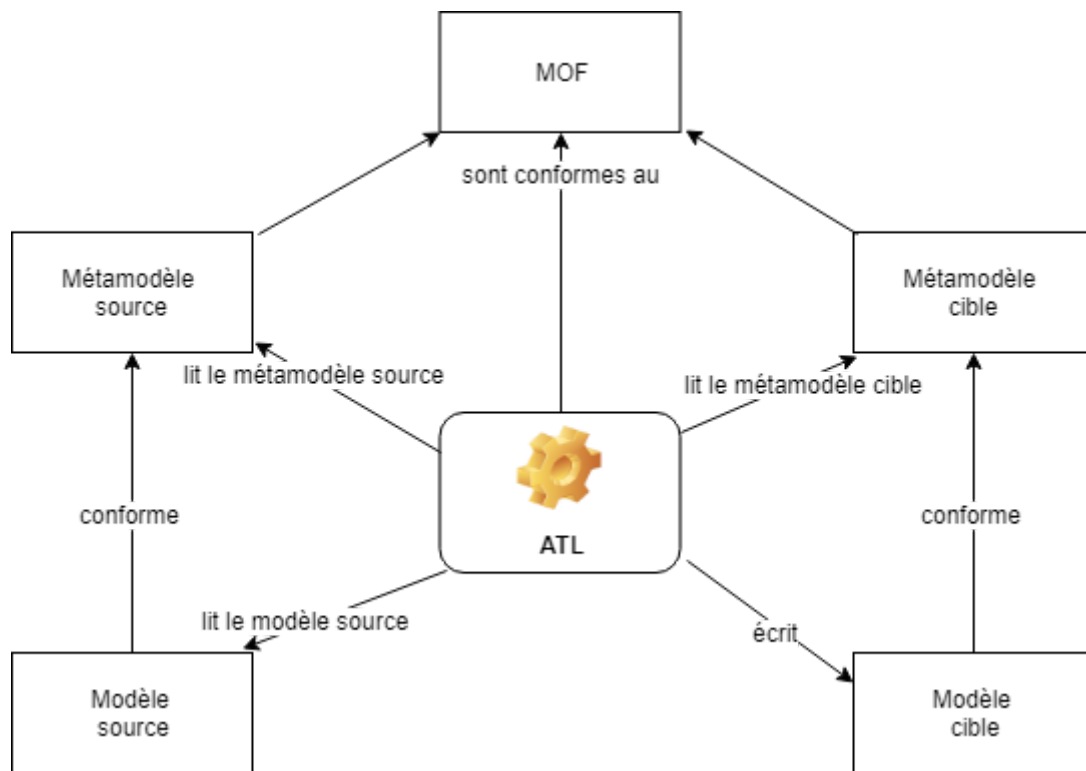 MOF
sont conformes au
Métamodèle
source
Métamodèle
cible
lit le métamodèle source
lit le métamodèle cible
ATL
conforme
conforme
lit le modèle source
écrit
Modèle
source
Modèle
cible